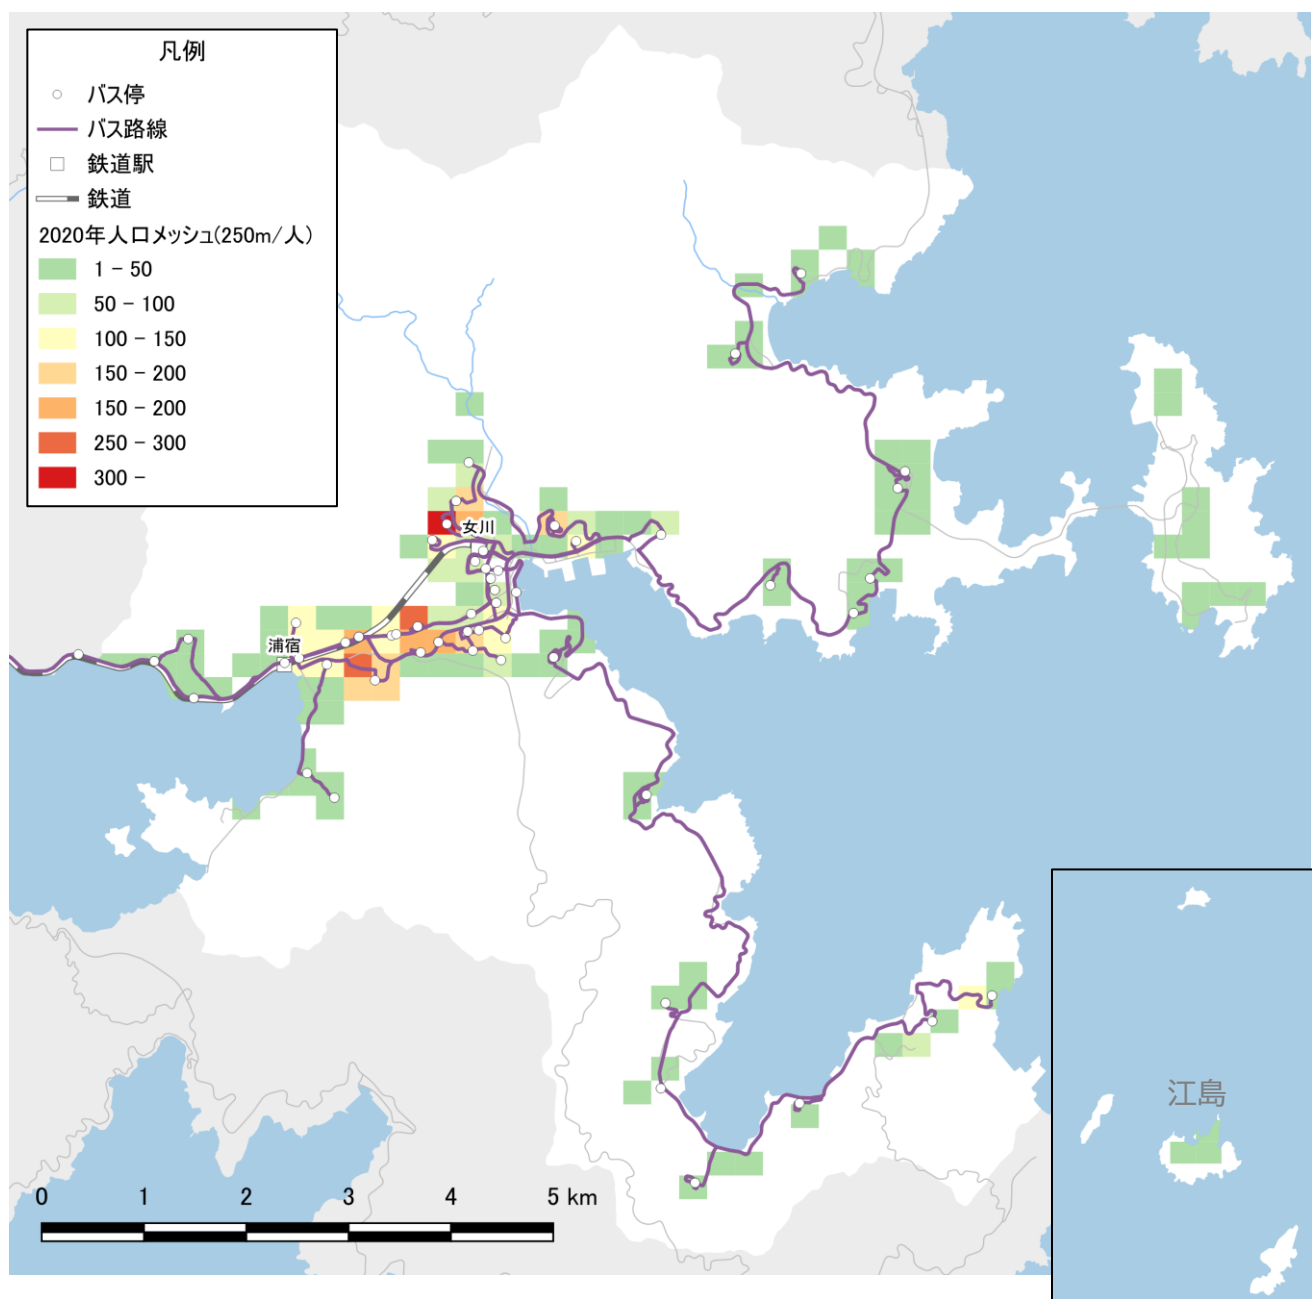 凡例
バス停
バス路線
鉄道駅
鉄道
2020年人口メッシュ(250m/人)
1 – 50
50 – 100
100 – 150
150 – 200
150 – 200
250 – 300
300 –
女川
浦宿
江島
0 1 2 3 4 5 km